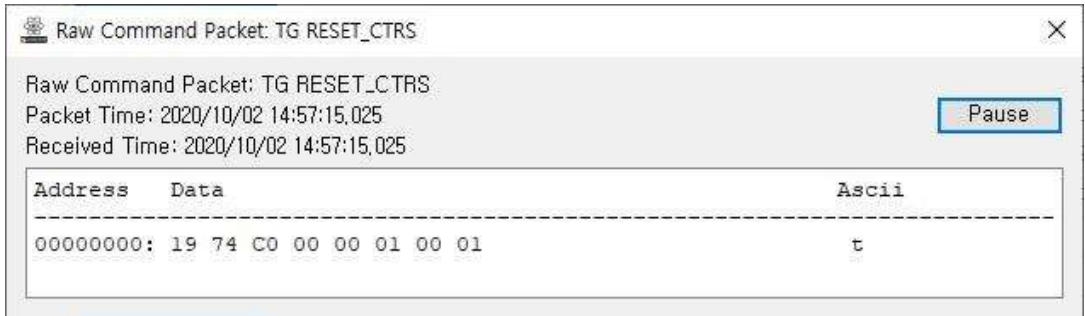 Raw Command Packet: TG RESET_CTRS
Raw Command Packet: TG RESET_CTRS
Packet Time: 2020/10/02 14:57:15,025
Pause
Received Time: 2020/10/02 14:57:15,025
Address Data Ascii
--------------------------------------------------------------------------
00000000: 19 74 C0 00 00 01 00 01 t